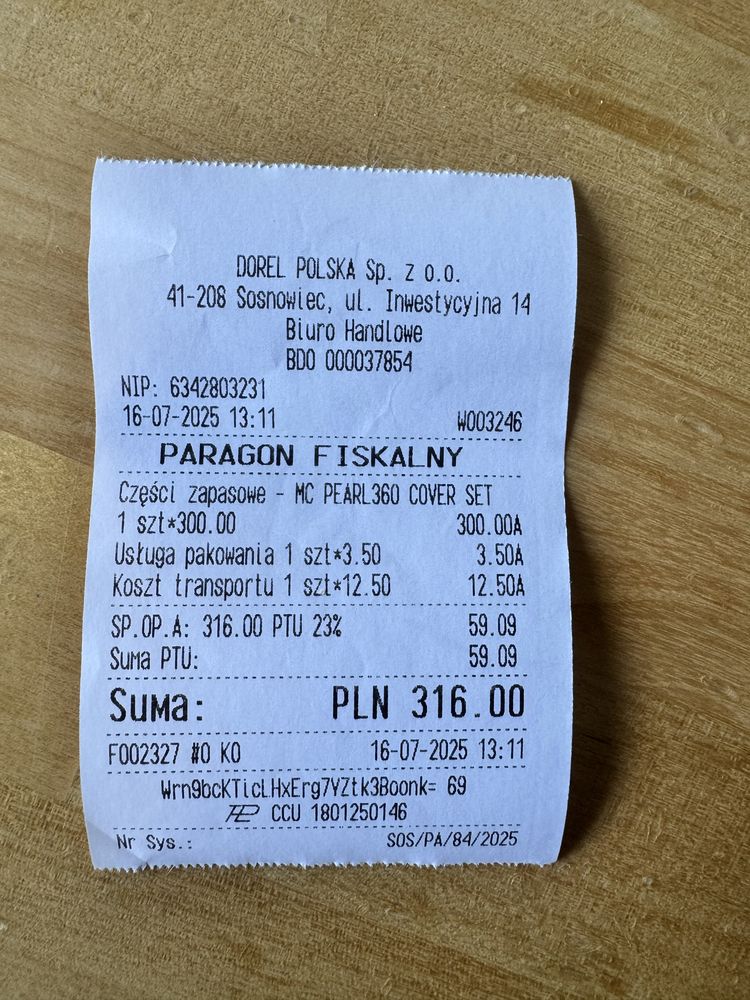 DOREL POLSKA Sp. z o.o.
41-208 Sosnowiec, ul. Inwestycyjna 14
Biuro Handlowe
BDO 000037854
NIP: 6342803231
16-07-2025 13:11 W003246
PARAGON FISKALNY
Części zapasowe - MC PEARL360 COVER SET
1 szt*300.00 300.00A
Usługa pakowania 1 szt*3.50 3.50A
Koszt transportu 1 szt*12.50 12.50A
SP.OP.A: 316.00 PTU 23% 59.09
Suma PTU: 59.09
Suma: PLN 316.00
F002327 #0 K0 16-07-2025 13:11
Wrn9bcKTicLHxErg7YZtk3Boonk= 69
CCU 1801250146
Nr Sys.: SOS/PA/84/2025